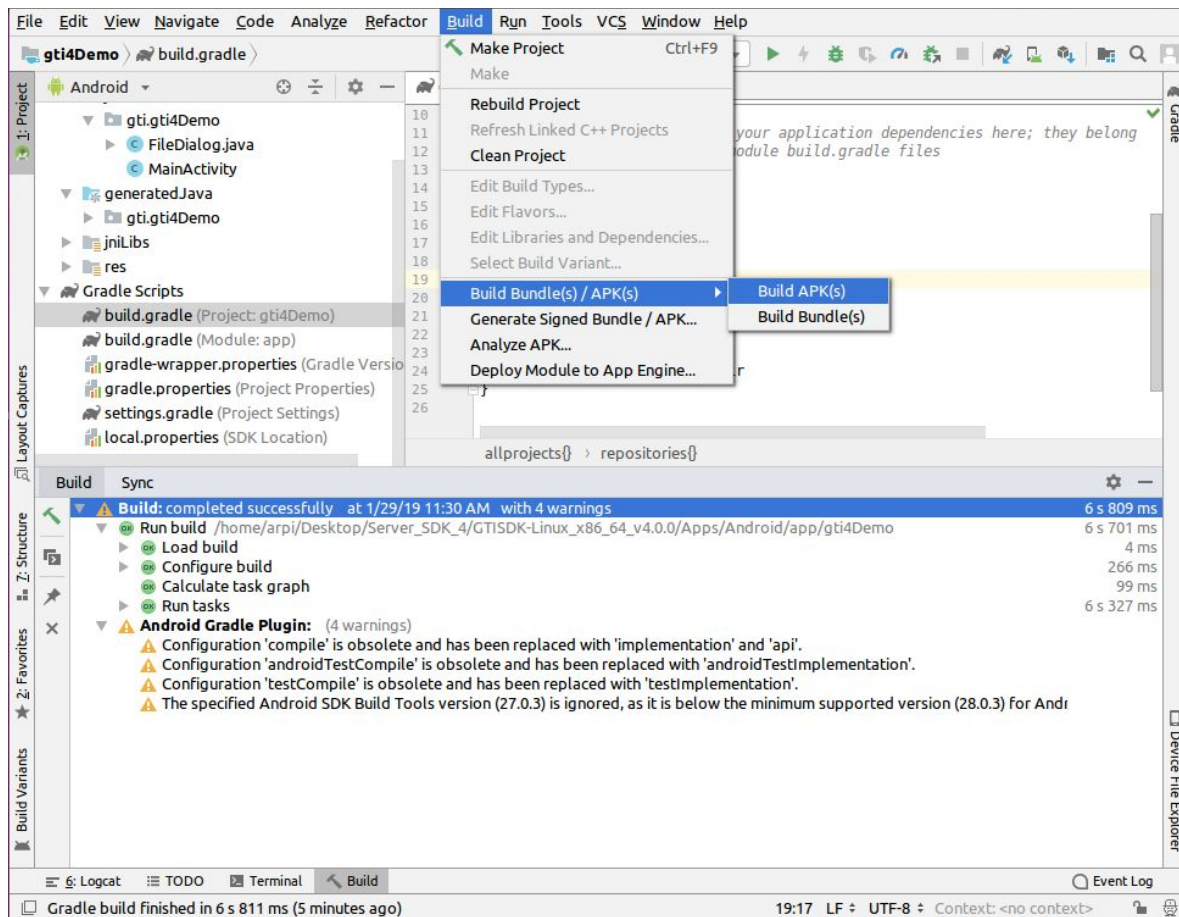 File Edit View Navigate Code Analyze Refactor Build Run Tools VCS Window Help
gti4Demo build.gradle
Make Project Ctrl+F9
Make
Rebuild Project
Refresh Linked C++ Projects
Clean Project
Edit Build Types...
Edit Flavors...
Edit Libraries and Dependencies...
Select Build Variant...
Build Bundle(s) / APK(s)
Build APK(s)
Build Bundle(s)
Generate Signed Bundle / APK...
Analyze APK...
Deploy Module to App Engine...
1: Project
Android
gti.gti4Demo
FileDialog.java
MainActivity
generatedJava
gti.gti4Demo
jniLibs
res
Gradle Scripts
build.gradle (Project: gti4Demo)
build.gradle (Module: app)
gradle-wrapper.properties (Gradle Versio
gradle.properties (Project Properties)
settings.gradle (Project Settings)
local.properties (SDK Location)
10
11 your application dependencies here; they belong
12 module build.gradle files
13
14
15
16
17
18
19
20
21
22
23
24 r
25 }
26
allprojects{} › repositories{}
Gradle
Layout Captures
Z: Structure
2: Favorites
Build Variants
Device File Explorer
Build Sync
Build: completed successfully at 1/29/19 11:30 AM with 4 warnings 6 s 809 ms
Run build /home/arpi/Desktop/Server_SDK_4/GTISDK-Linux_x86_64_v4.0.0/Apps/Android/app/gti4Demo 6 s 701 ms
Load build 4 ms
Configure build 266 ms
Calculate task graph 99 ms
Run tasks 6 s 327 ms
Android Gradle Plugin: (4 warnings)
Configuration 'compile' is obsolete and has been replaced with 'implementation' and 'api'.
Configuration 'androidTestCompile' is obsolete and has been replaced with 'androidTestImplementation'.
Configuration 'testCompile' is obsolete and has been replaced with 'testImplementation'.
The specified Android SDK Build Tools version (27.0.3) is ignored, as it is below the minimum supported version (28.0.3) for Andr
6: Logcat TODO Terminal Build Event Log
Gradle build finished in 6 s 811 ms (5 minutes ago) 19:17 LF UTF-8 Context: <no context>